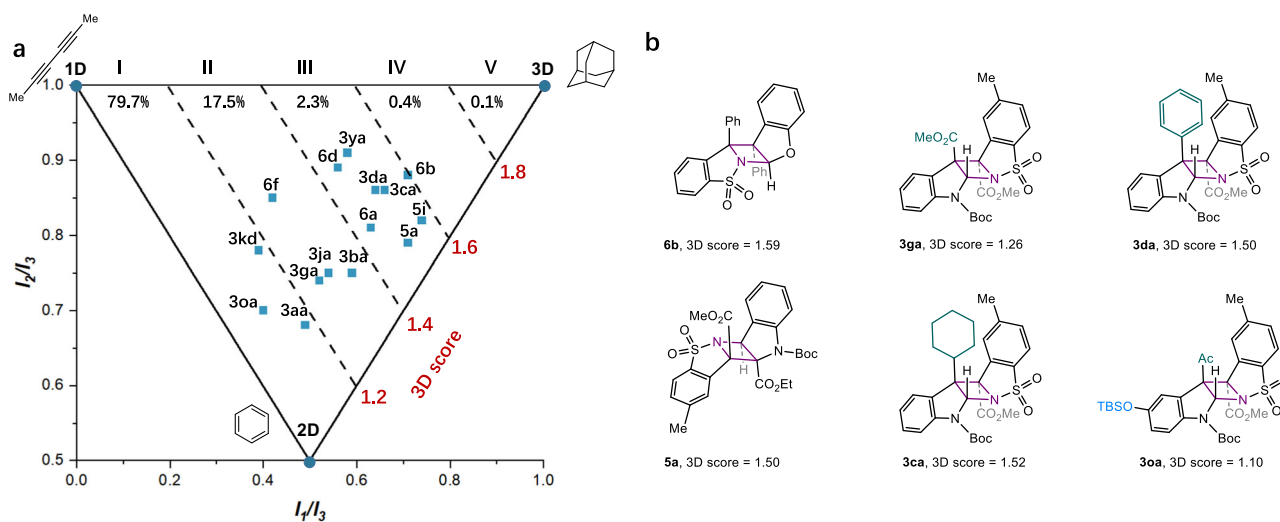 a
Me
Me
1D
I
II
III
IV
V
3D
79.7%
17.5%
2.3%
0.4%
0.1%
1.0
0.9
0.8
0.7
0.6
0.5
I2/I3
3ya
6d
6b
3da
3ca
6f
5i
6a
5a
3kd
3ja
3ba
3ga
3oa
3aa
1.8
1.6
1.4
1.2
3D score
2D
0.0
0.2
0.4
0.6
0.8
1.0
I1/I3
b
Ph
O
N
Ph
S
O
O
H
6b, 3D score = 1.59
Me
MeO2C
H
O
S
N
O
N
CO2Me
Boc
3ga, 3D score = 1.26
Me
H
O
S
N
O
N
CO2Me
Boc
3da, 3D score = 1.50
MeO2C
O
O
S
N
N
Boc
H
CO2Et
Me
5a, 3D score = 1.50
Me
H
O
S
N
O
N
CO2Me
Boc
3ca, 3D score = 1.52
Me
Ac
H
S
N
O
TBSO
N
CO2Me
Boc
3oa, 3D score = 1.10